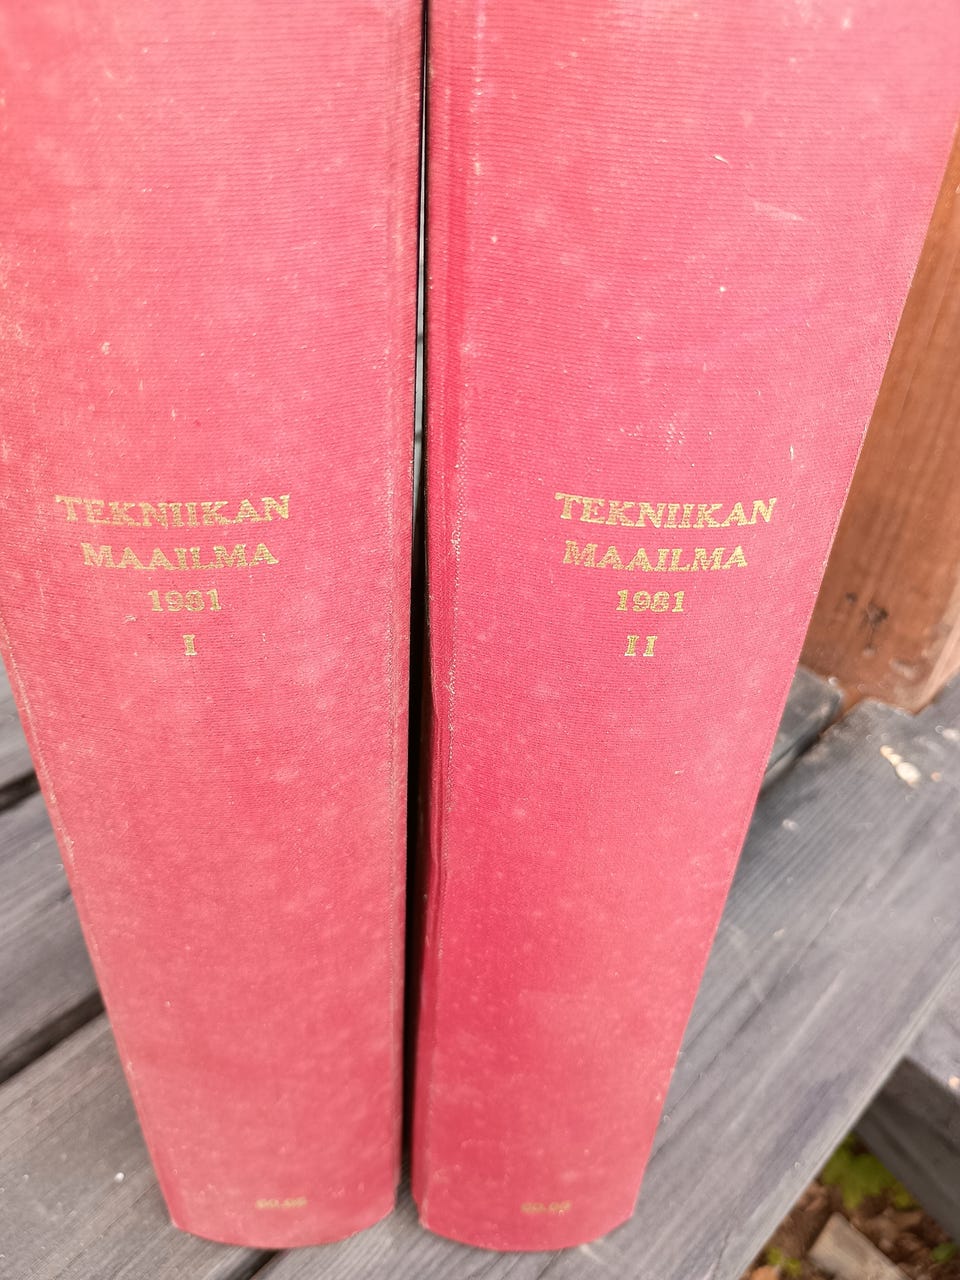 TEKNIIKAN
MAAILMA
1981
I
TEKNIIKAN
MAAILMA
1981
II